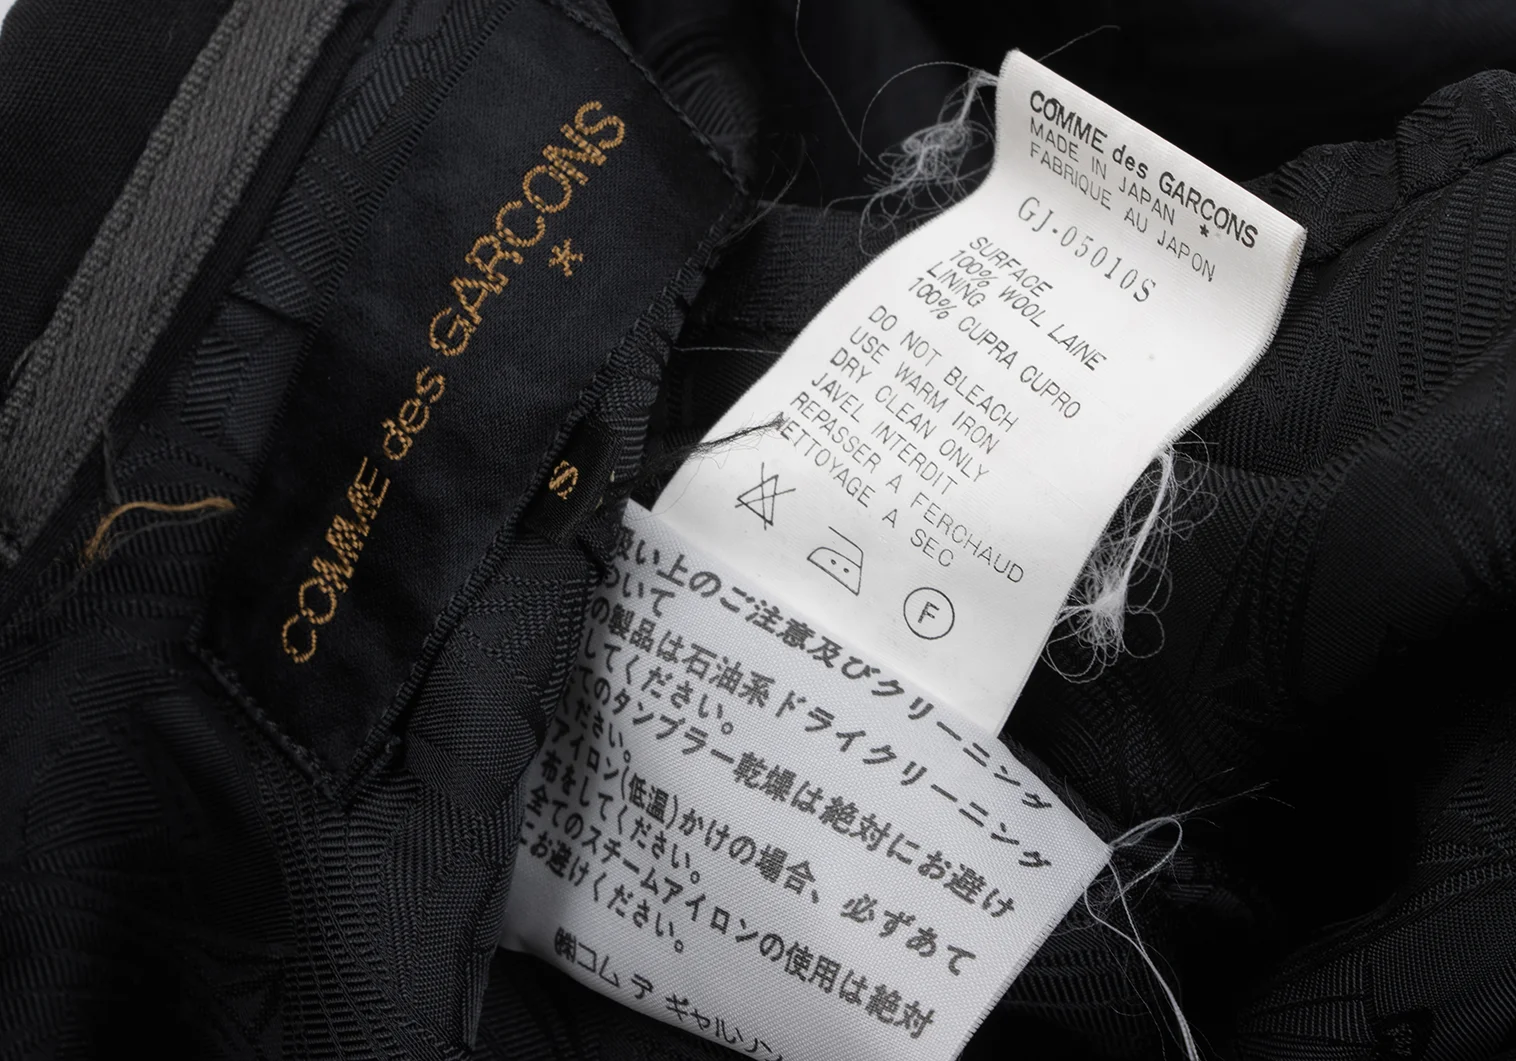 COMME des GARCONS
*
S
COMME des GARCONS
MADE IN JAPAN *
FABRIQUE AU JAPON
GJ-05010S
SURFACE
100% WOOL LAINE
LINING
100% CUPRA CUPRO
DO NOT BLEACH
USE WARM IRON
DRY CLEAN ONLY
JAVEL INTERDIT
REPASSER A FERCHAUD
NETTOYAGE A SEC
F
扱い上のご注意及びクリーニング
ついて
の製品は石油系ドライクリーニング
してください。
てのタンブラー乾燥は絶対にお避け
ください。
アイロン(低温)かけの場合、必ずあて
布をしてください。
全てのスチームアイロンの使用は絶対
にお避けください。
㈱コム デ ギャルソン